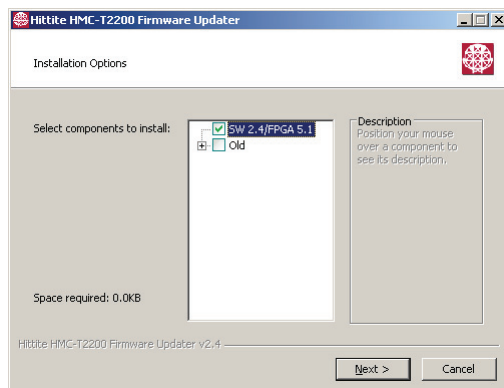 Hittite HMC-T2200 Firmware Updater
Installation Options
Select components to install:
SW 2.4/FPGA 5.1
Old
Description
Position your mouse
over a component to
see its description.
Space required: 0.0KB
Hittite HMC-T2200 Firmware Updater v2.4
Next >
Cancel